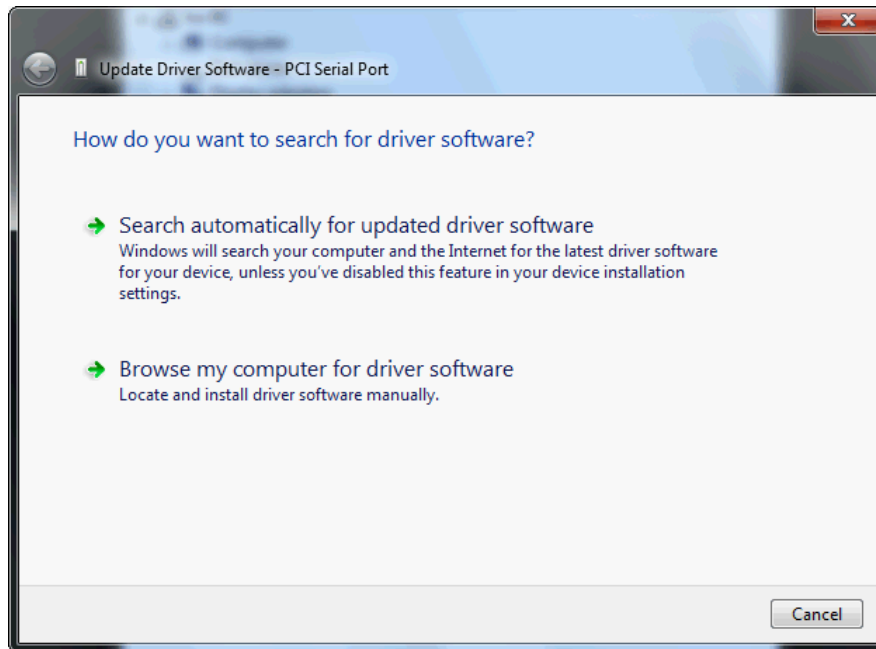 Computer
Update Driver Software - PCI Serial Port
How do you want to search for driver software?
Search automatically for updated driver software
Windows will search your computer and the Internet for the latest driver software
for your device, unless you've disabled this feature in your device installation
settings.
Browse my computer for driver software
Locate and install driver software manually.
Cancel